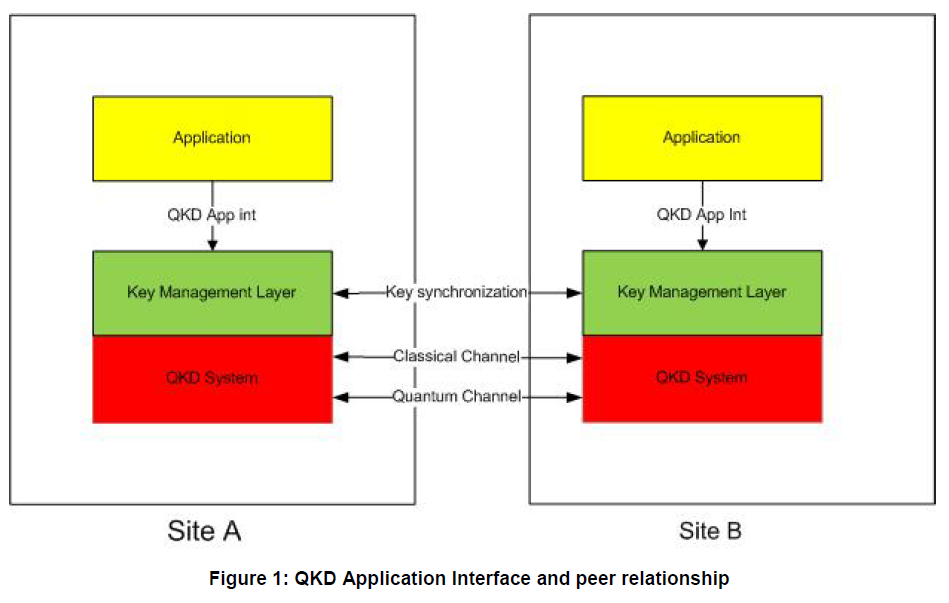 Application
Application
QKD App int
QKD App Int
Key Management Layer
Key synchronization
Key Management Layer
Classical Channel
QKD System
QKD System
Quantum Channel
Site A
Site B
Figure 1: QKD Application Interface and peer relationship